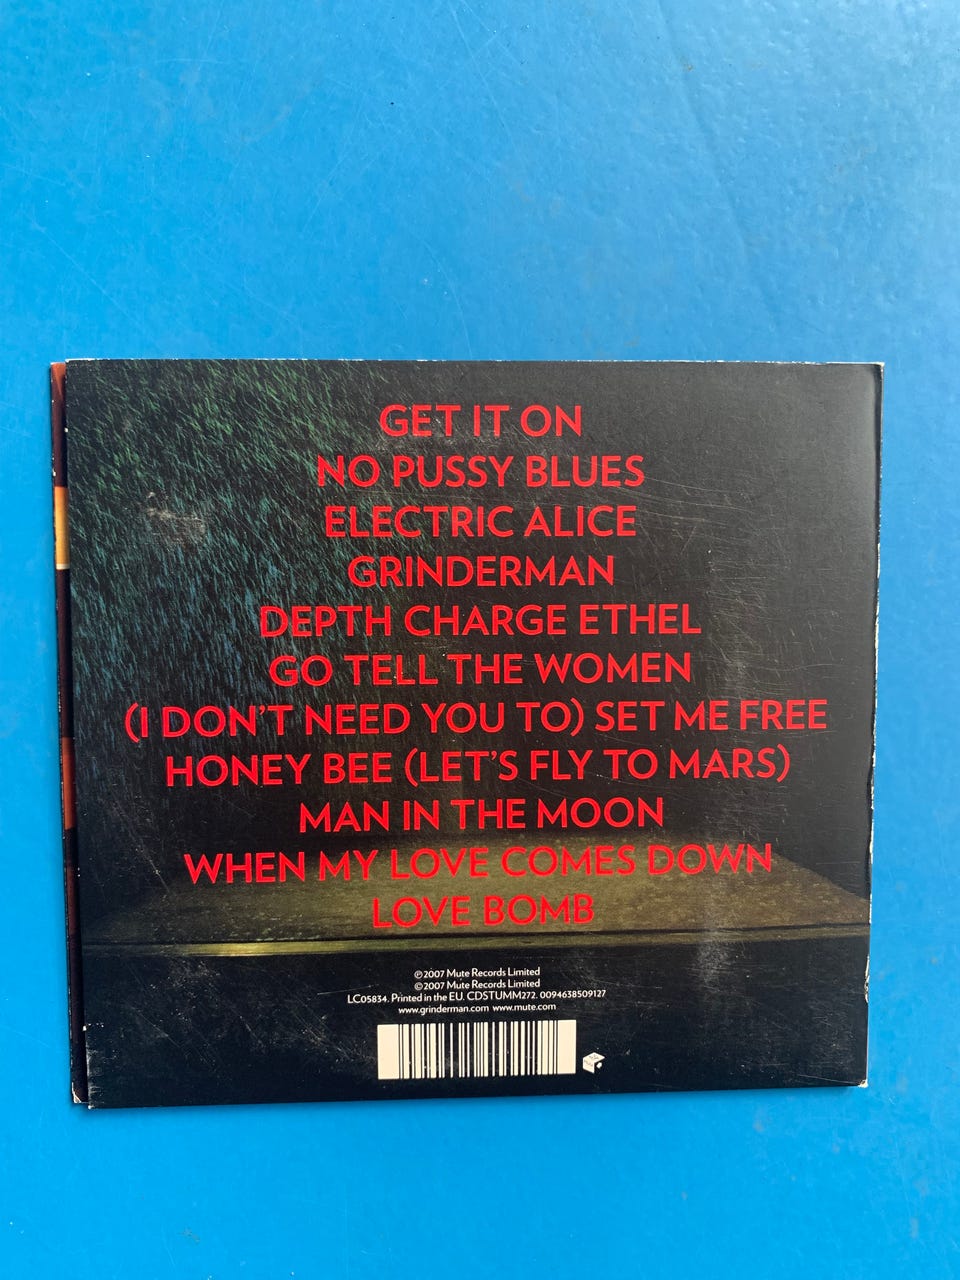 GET IT ON
NO PUSSY BLUES
ELECTRIC ALICE
GRINDERMAN
DEPTH CHARGE ETHEL
GO TELL THE WOMEN
(I DON'T NEED YOU TO) SET ME FREE
HONEY BEE (LET'S FLY TO MARS)
MAN IN THE MOON
WHEN MY LOVE COMES DOWN
LOVE BOMB
℗2007 Mute Records Limited
©2007 Mute Records Limited
LC05834. Printed in the EU. CDSTUMM272. 0094638509127
www.grinderman.com www.mute.com